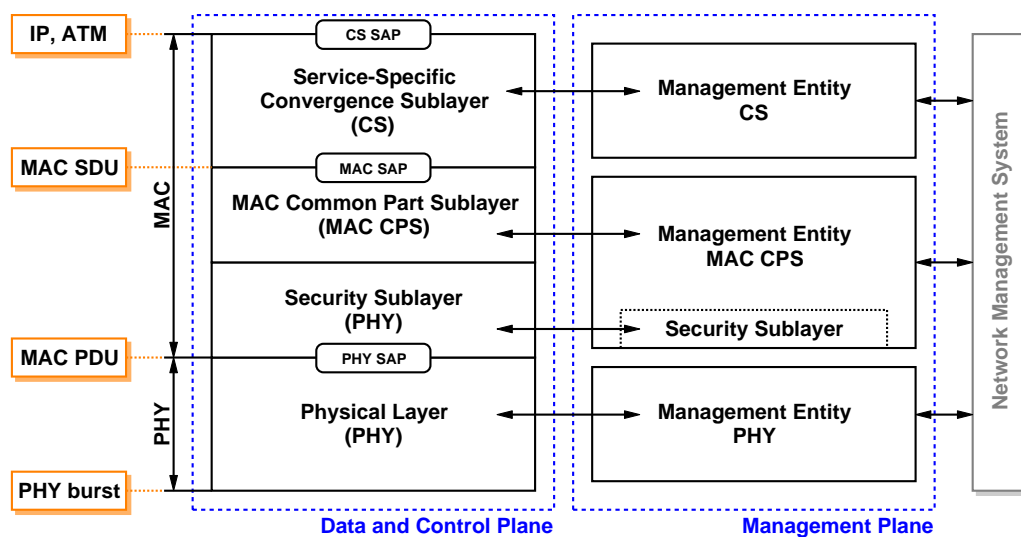 IP, ATM
CS SAP
Service-Specific
Convergence Sublayer
(CS)
Management Entity
CS
MAC SDU
MAC SAP
MAC
MAC Common Part Sublayer
(MAC CPS)
Management Entity
MAC CPS
Security Sublayer
(PHY)
Security Sublayer
MAC PDU
PHY SAP
PHY
Physical Layer
(PHY)
Management Entity
PHY
PHY burst
Network Management System
Data and Control Plane
Management Plane